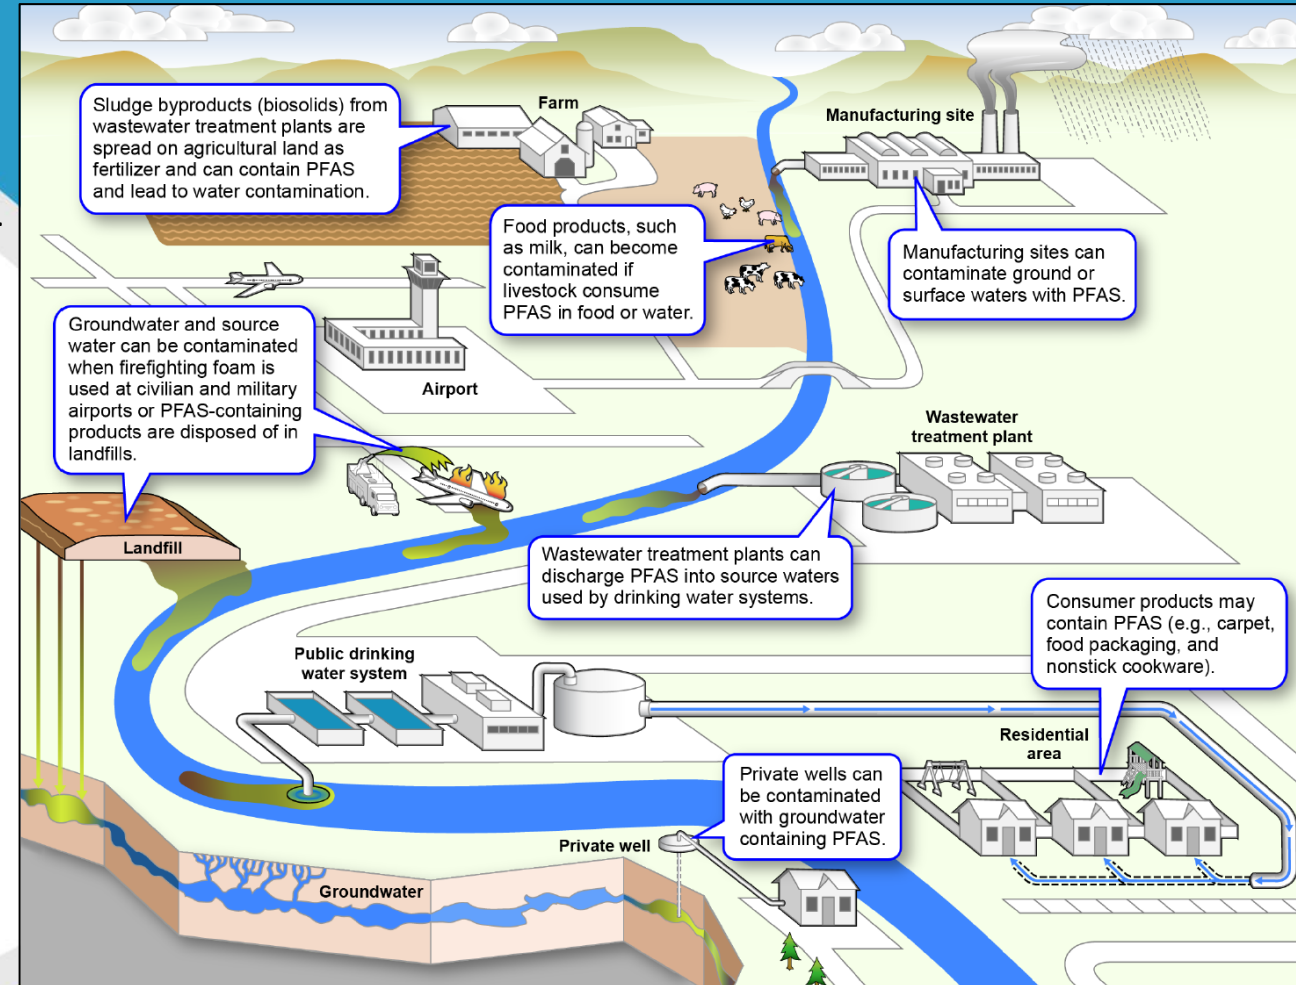 Sludge byproducts (biosolids) from
wastewater treatment plants are
spread on agricultural land as
fertilizer and can contain PFAS
and lead to water contamination.
Farm
Manufacturing site
Food products, such
as milk, can become
contaminated if
livestock consume
PFAS in food or water.
Manufacturing sites can
contaminate ground or
surface waters with PFAS.
Groundwater and source
water can be contaminated
when firefighting foam is
used at civilian and military
airports or PFAS-containing
products are disposed of in
landfills.
Airport
Wastewater
treatment plant
Landfill
Wastewater treatment plants can
discharge PFAS into source waters
used by drinking water systems.
Consumer products may
contain PFAS (e.g., carpet,
food packaging, and
nonstick cookware).
Public drinking
water system
Residential
area
Private wells can
be contaminated
with groundwater
containing PFAS.
Private well
Groundwater